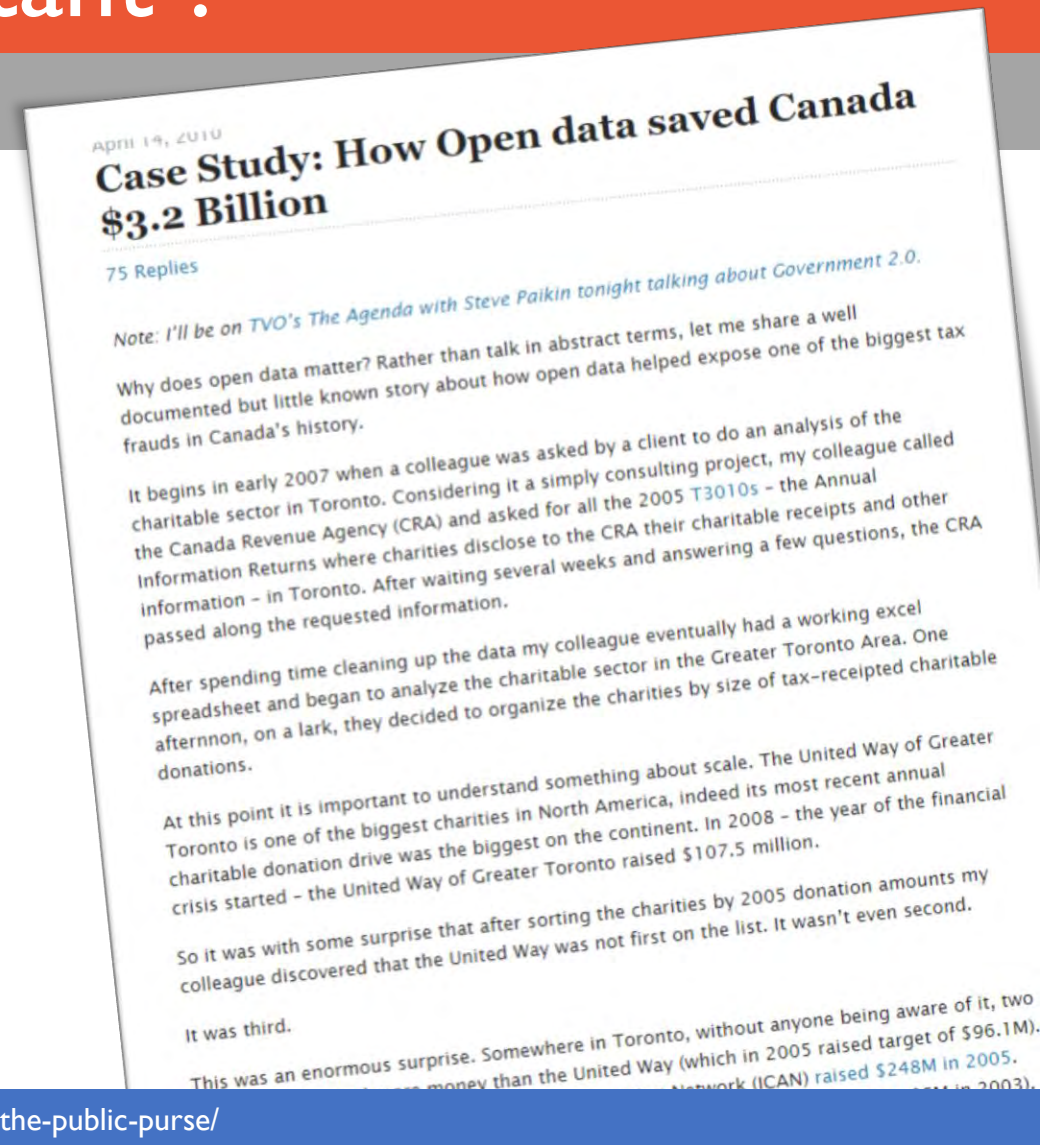 April 14, 2010
Case Study: How Open data saved Canada
$3.2 Billion
75 Replies
Note: I'll be on TVO's The Agenda with Steve Paikin tonight talking about Government 2.0.
Why does open data matter? Rather than talk in abstract terms, let me share a well
documented but little known story about how open data helped expose one of the biggest tax
frauds in Canada's history.
It begins in early 2007 when a colleague was asked by a client to do an analysis of the
charitable sector in Toronto. Considering it a simply consulting project, my colleague called
the Canada Revenue Agency (CRA) and asked for all the 2005 T3010s – the Annual
Information Returns where charities disclose to the CRA their charitable receipts and other
information – in Toronto. After waiting several weeks and answering a few questions, the CRA
passed along the requested information.
After spending time cleaning up the data my colleague eventually had a working excel
spreadsheet and began to analyze the charitable sector in the Greater Toronto Area. One
afternnon, on a lark, they decided to organize the charities by size of tax-receipted charitable
donations.
At this point it is important to understand something about scale. The United Way of Greater
Toronto is one of the biggest charities in North America, indeed its most recent annual
charitable donation drive was the biggest on the continent. In 2008 – the year of the financial
crisis started – the United Way of Greater Toronto raised $107.5 million.
So it was with some surprise that after sorting the charities by 2005 donation amounts my
colleague discovered that the United Way was not first on the list. It wasn't even second.
It was third.
This was an enormous surprise. Somewhere in Toronto, without anyone being aware of it, two
money than the United Way (which in 2005 raised target of $96.1M).
Network (ICAN) raised $248M in 2005.
in 2003).
the-public-purse/